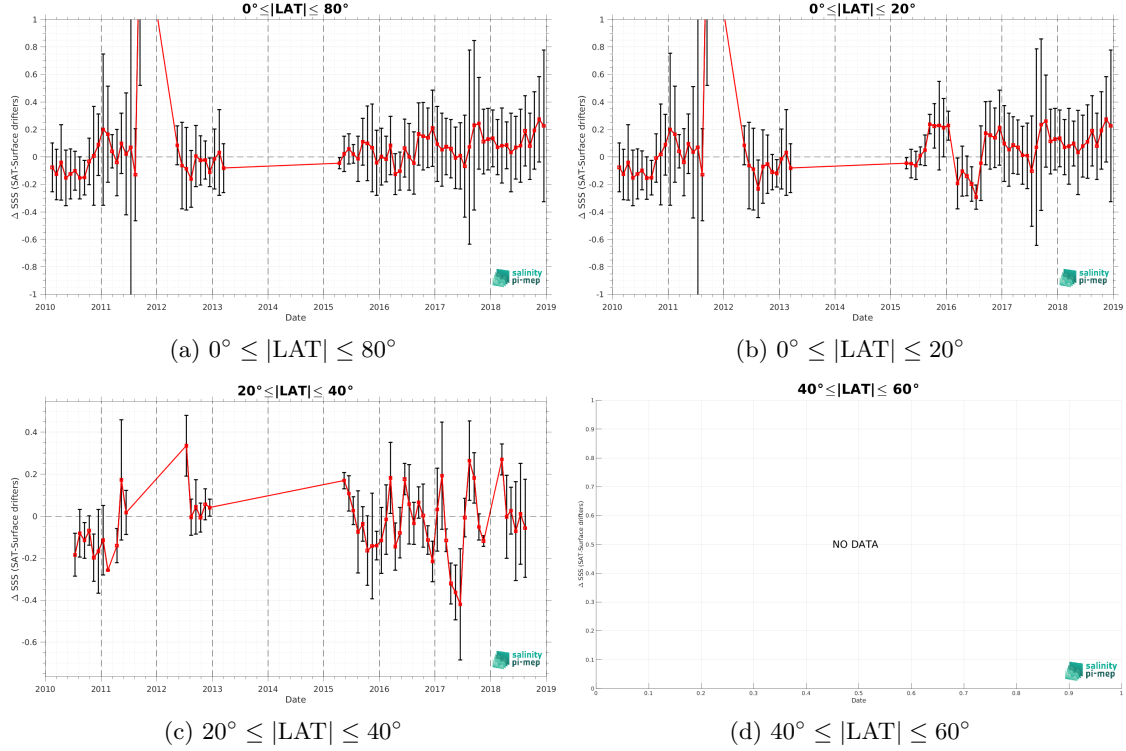 0°≤|LAT|≤ 80°
Δ SSS (SAT-Surface drifters)
1
0.8
0.6
0.4
0.2
0
-0.2
-0.4
-0.6
-0.8
-1
2010 2011 2012 2013 2014 2015 2016 2017 2018 2019
Date
salinity
pi-mep
(a) 0° ≤ |LAT| ≤ 80°
0°≤|LAT|≤ 20°
Δ SSS (SAT-Surface drifters)
1
0.8
0.6
0.4
0.2
0
-0.2
-0.4
-0.6
-0.8
-1
2010 2011 2012 2013 2014 2015 2016 2017 2018 2019
Date
salinity
pi-mep
(b) 0° ≤ |LAT| ≤ 20°
20°≤|LAT|≤ 40°
Δ SSS (SAT-Surface drifters)
0.4
0.2
0
-0.2
-0.4
-0.6
2010 2011 2012 2013 2014 2015 2016 2017 2018 2019
Date
salinity
pi-mep
(c) 20° ≤ |LAT| ≤ 40°
40°≤|LAT|≤ 60°
Δ SSS (SAT-Surface drifters)
1
0.9
0.8
0.7
0.6
0.5
0.4
0.3
0.2
0.1
0
NO DATA
0 0.1 0.2 0.3 0.4 0.5 0.6 0.7 0.8 0.9 1
Date
salinity
pi-mep
(d) 40° ≤ |LAT| ≤ 60°